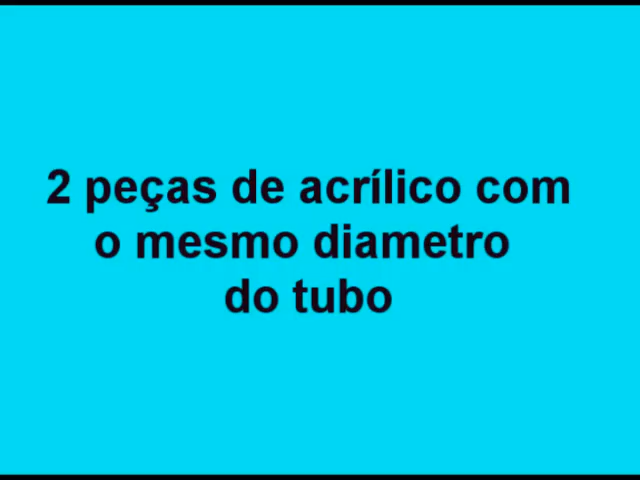 2 peças de acrílico com
o mesmo diametro
do tubo